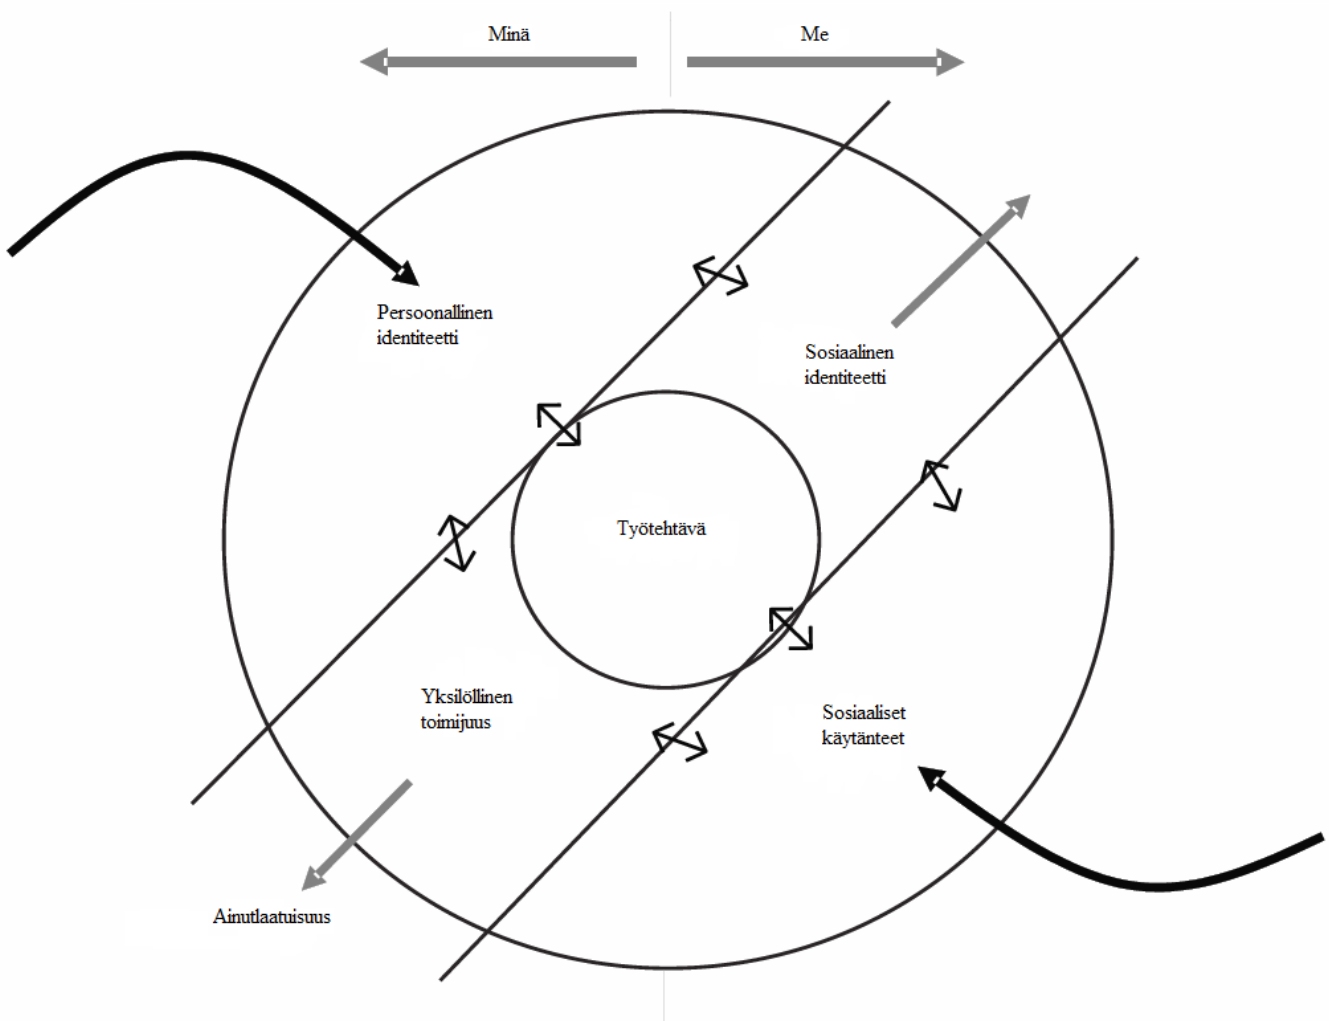 Minä
Me
Persoonallinen
identiteetti
Sosiaalinen
identiteetti
Työtehtävä
Yksilöllinen
toimijuus
Sosiaaliset
käytänteet
Ainutlaatuisuus